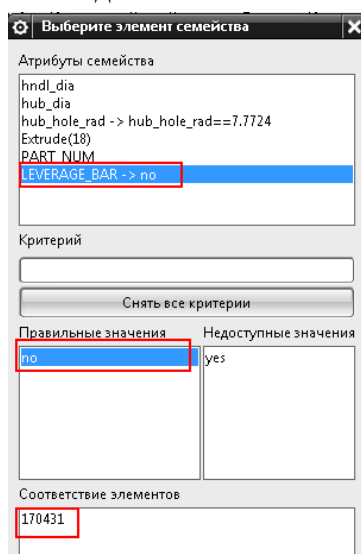 Выберите элемент семейства
Атрибуты семейства
hndl_dia
hub_dia
hub_hole_rad -> hub_hole_rad==7.7724
Extrude(18)
PART_NUM
LEVERAGE_BAR -> no
Критерий
Снять все критерии
Правильные значения Недоступные значения
no yes
Соответствие элементов
170431